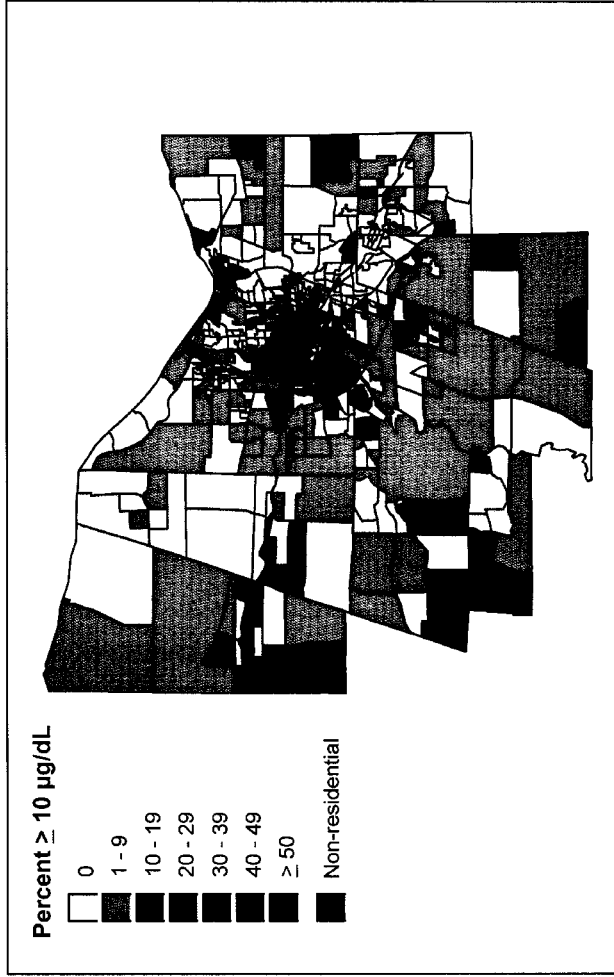 Percent ≥ 10 µg/dL
0
1 - 9
10 - 19
20 - 29
30 - 39
40 - 49
≥ 50
Non-residential